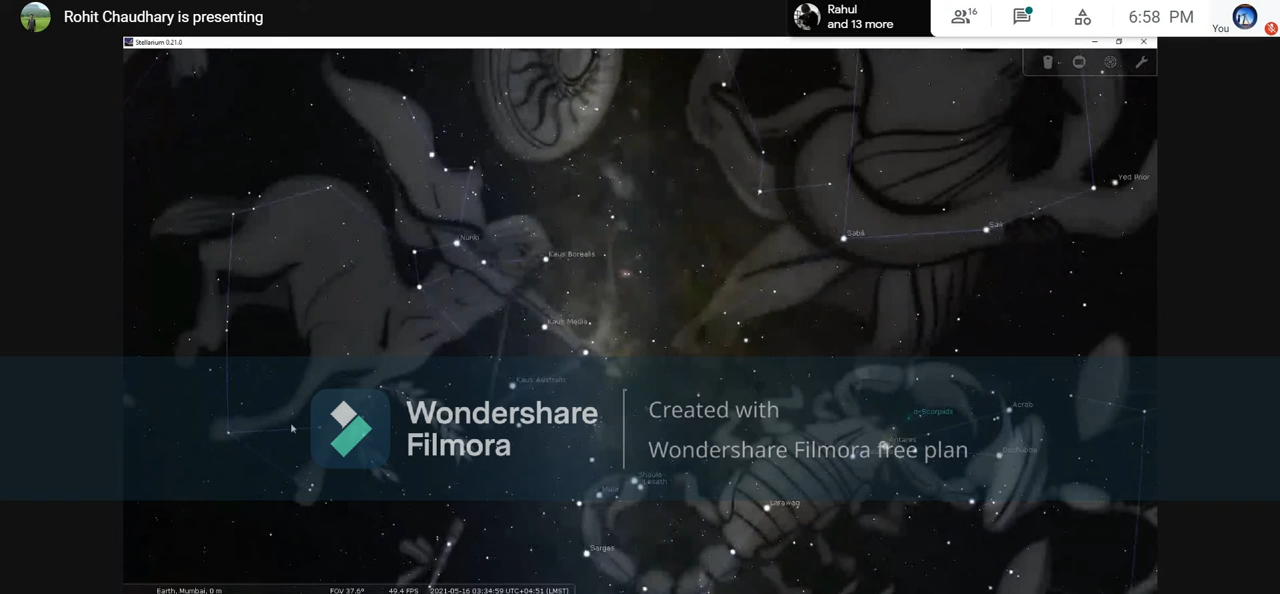 Rohit Chaudhary is presenting
Rahul
and 13 more
16
6:58 PM
You
Stellarium 0.21.0
Yed Prior
Nunki
Sabik
Kaus Borealis
Kaus Media
Kaus Australis
Wondershare
Filmora
Created with
Wondershare Filmora free plan
α-Scorpiids
Acrab
Antares
Dschubba
Shaula
Lesath
Larawag
Sargas
Earth, Mumbai, 0 m
FOV 37.6°
49.4 FPS
2021-05-16 03:34:59 UTC+04:51 (LMST)